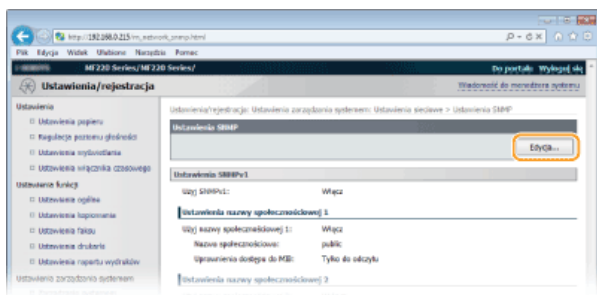 http://192.168.0.215/m_network_snmp.html
Plik Edycja Widok Ulubione Narzędzia Pomoc
MF220 Series/MF220 Series/
Do portalu Wyloguj się
Ustawienia/rejestracja
Wiadomość do menedżera systemu
Ustawienia
Ustawienia papieru
Regulacje poziomu głośności
Ustawienia wyświetlania
Ustawienia włącznika czasowego
Ustawienia funkcji
Ustawienia ogólne
Ustawienia kopiowania
Ustawienia faksu
Ustawienia drukarki
Ustawienia raportu wydruków
Ustawienia zarządzania systemem
Ustawienia/rejestracja: Ustawienia zarządzania systemem: Ustawienia sieciowe > Ustawienia SNMP
Ustawienia SNMP
Edycja...
Ustawienia SNMPv1
Użyj SNMPv1: Włącz
Ustawienia nazwy społecznościowej 1
Użyj nazwy społecznościowej 1: Włącz
Nazwa społecznościowa: public
Uprawnienia dostępu do MIB: Tylko do odczytu
Ustawienia nazwy społecznościowej 2